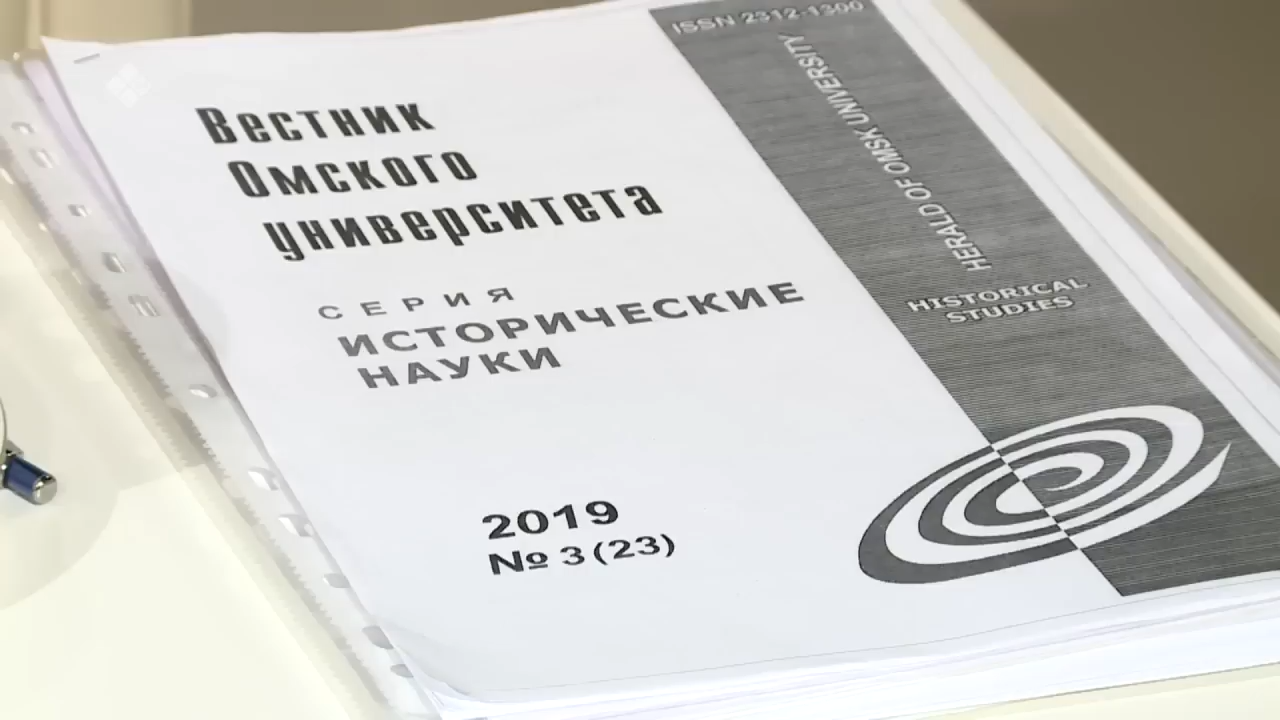 ISSN 2312-1300
Вестник
Омского
университета
СЕРИЯ
ИСТОРИЧЕСКИЕ
НАУКИ
2019
№ 3 (23)
HERALD OF OMSK UNIVERSITY
HISTORICAL
STUDIES